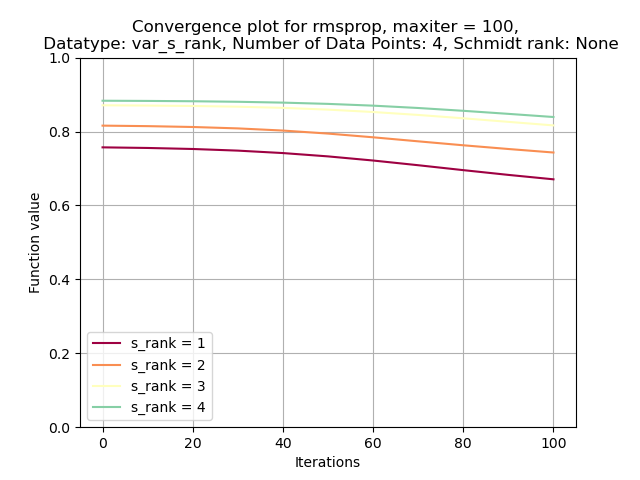 Convergence plot for rmsprop, maxiter = 100,
Datatype: var_s_rank, Number of Data Points: 4, Schmidt rank: None
1.0
0.8
0.6
0.4
0.2
0.0
Function value
s_rank = 1
s_rank = 2
s_rank = 3
s_rank = 4
0 20 40 60 80 100
Iterations